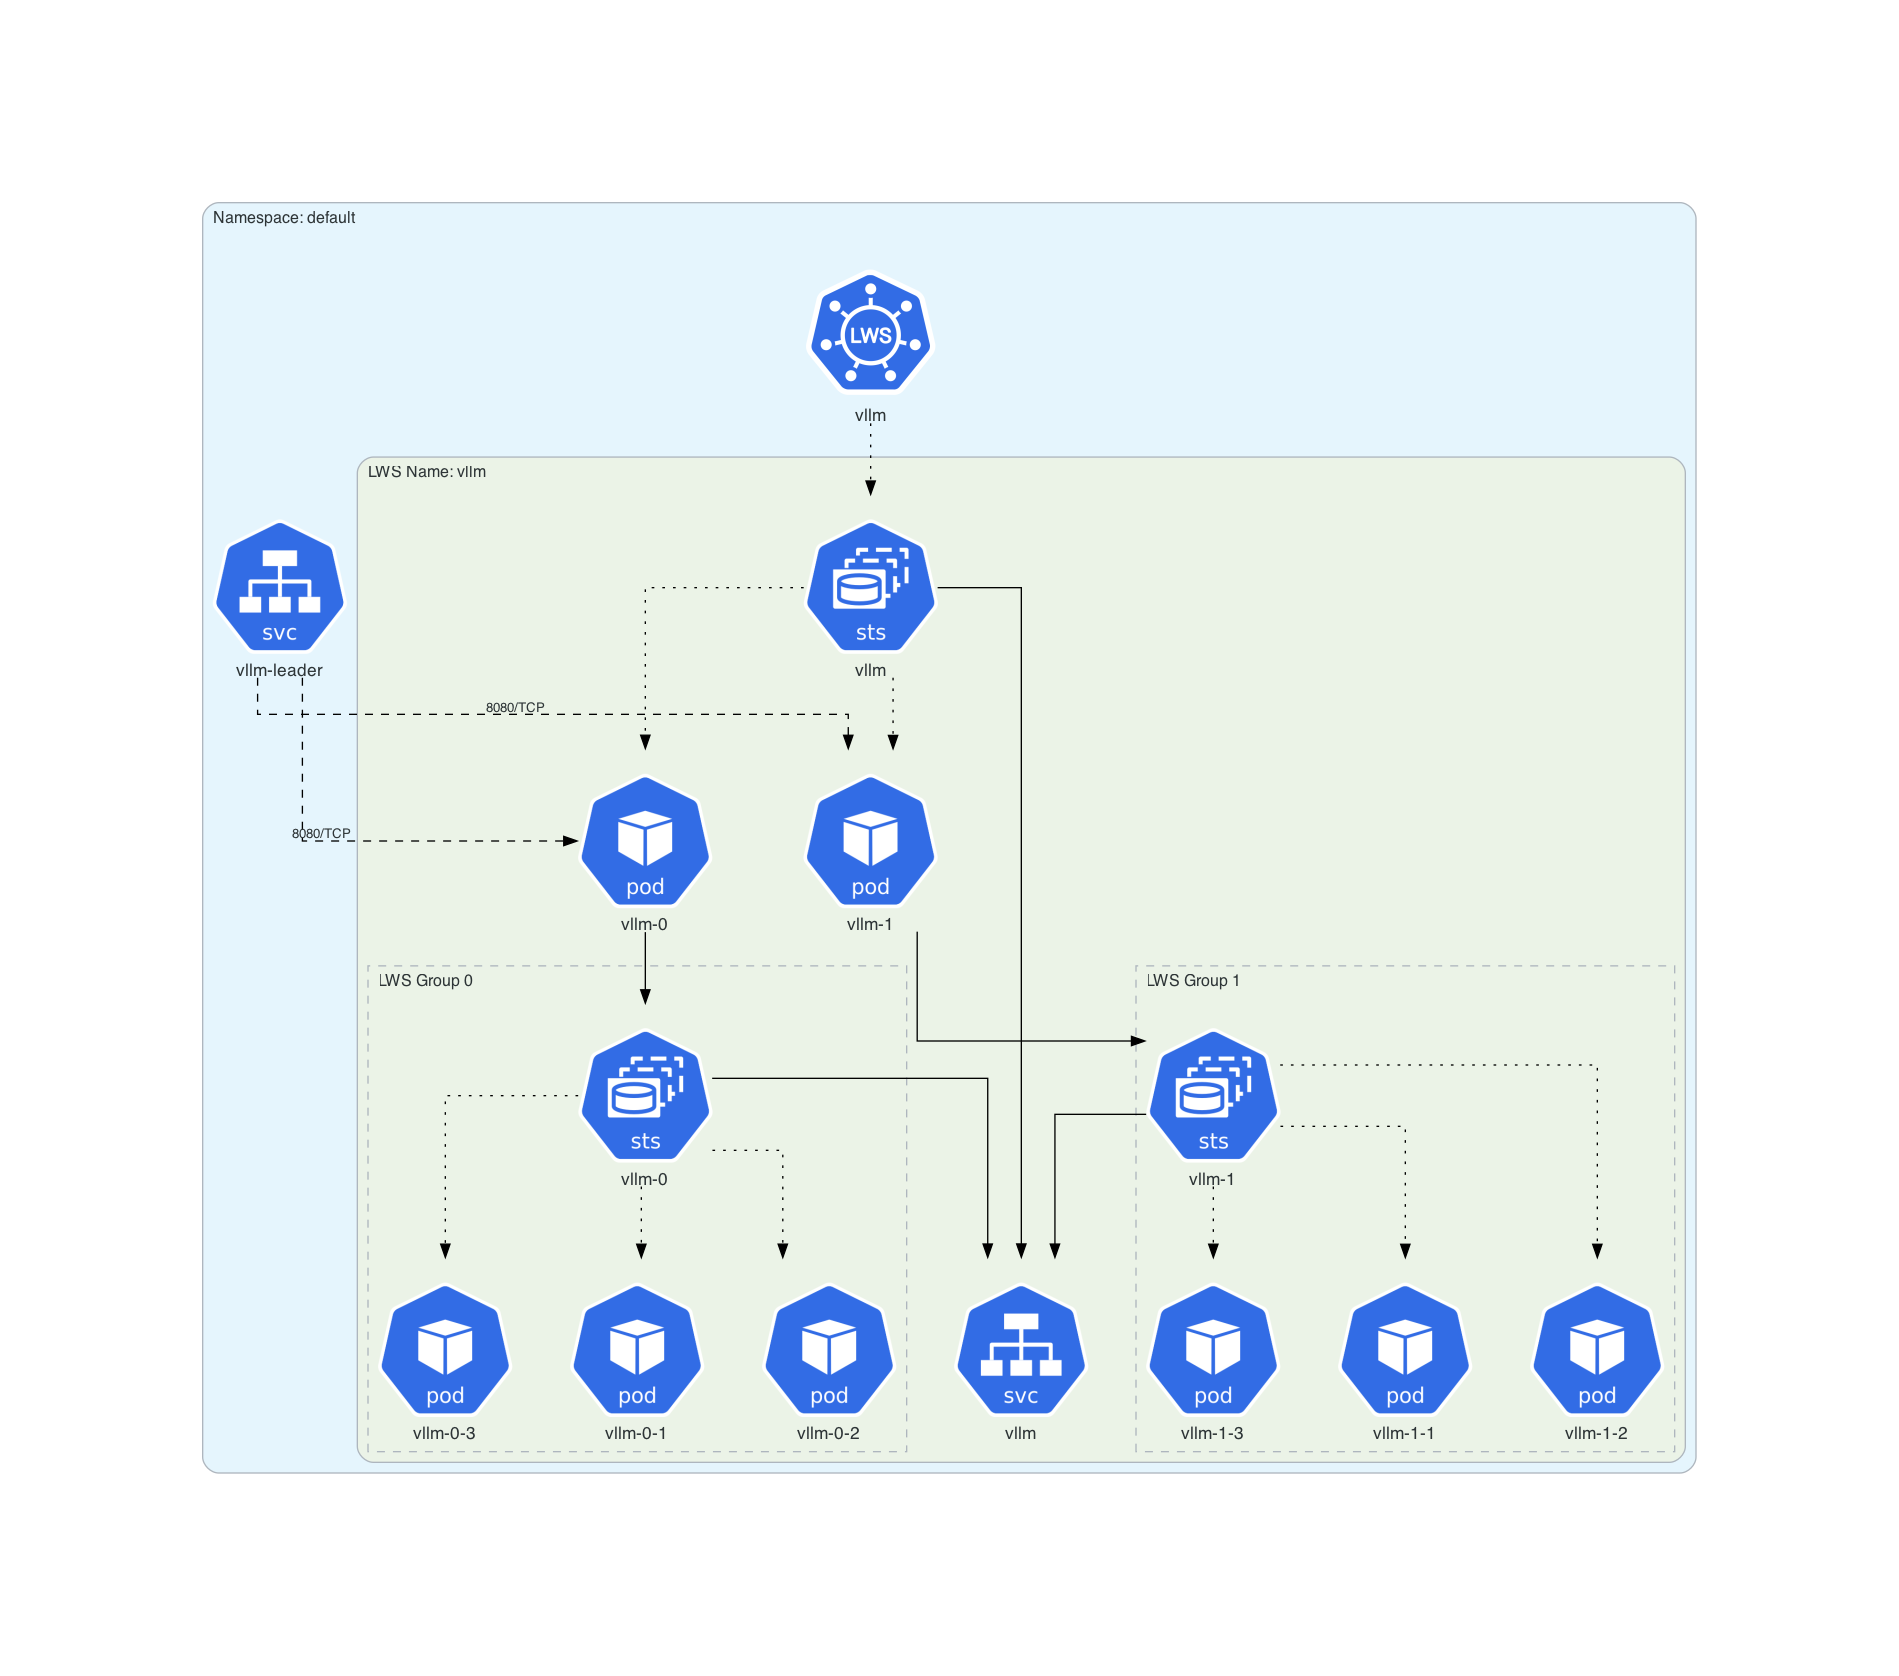 Namespace: default
LWS
vllm
LWS Name: vllm
svc
vllm-leader
sts
vllm
8080/TCP
8080/TCP
pod
vllm-0
pod
vllm-1
LWS Group 0
LWS Group 1
sts
vllm-0
sts
vllm-1
pod
vllm-0-3
pod
vllm-0-1
pod
vllm-0-2
svc
vllm
pod
vllm-1-3
pod
vllm-1-1
pod
vllm-1-2